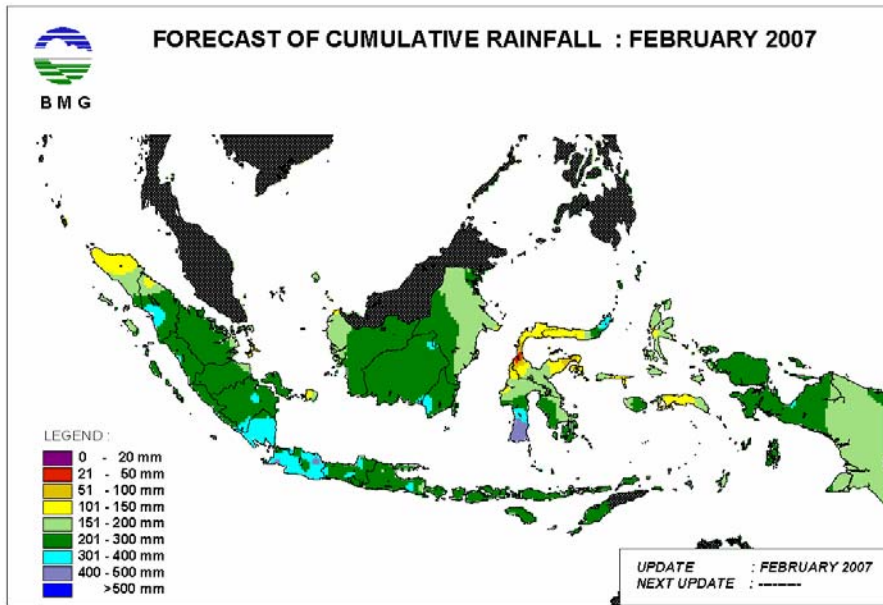 FORECAST OF CUMULATIVE RAINFALL : FEBRUARY 2007
BMG
LEGEND :
0 - 20 mm
21 - 50 mm
51 - 100 mm
101 - 150 mm
151 - 200 mm
201 - 300 mm
301 - 400 mm
400 - 500 mm
>500 mm
UPDATE : FEBRUARY 2007
NEXT UPDATE : ----------